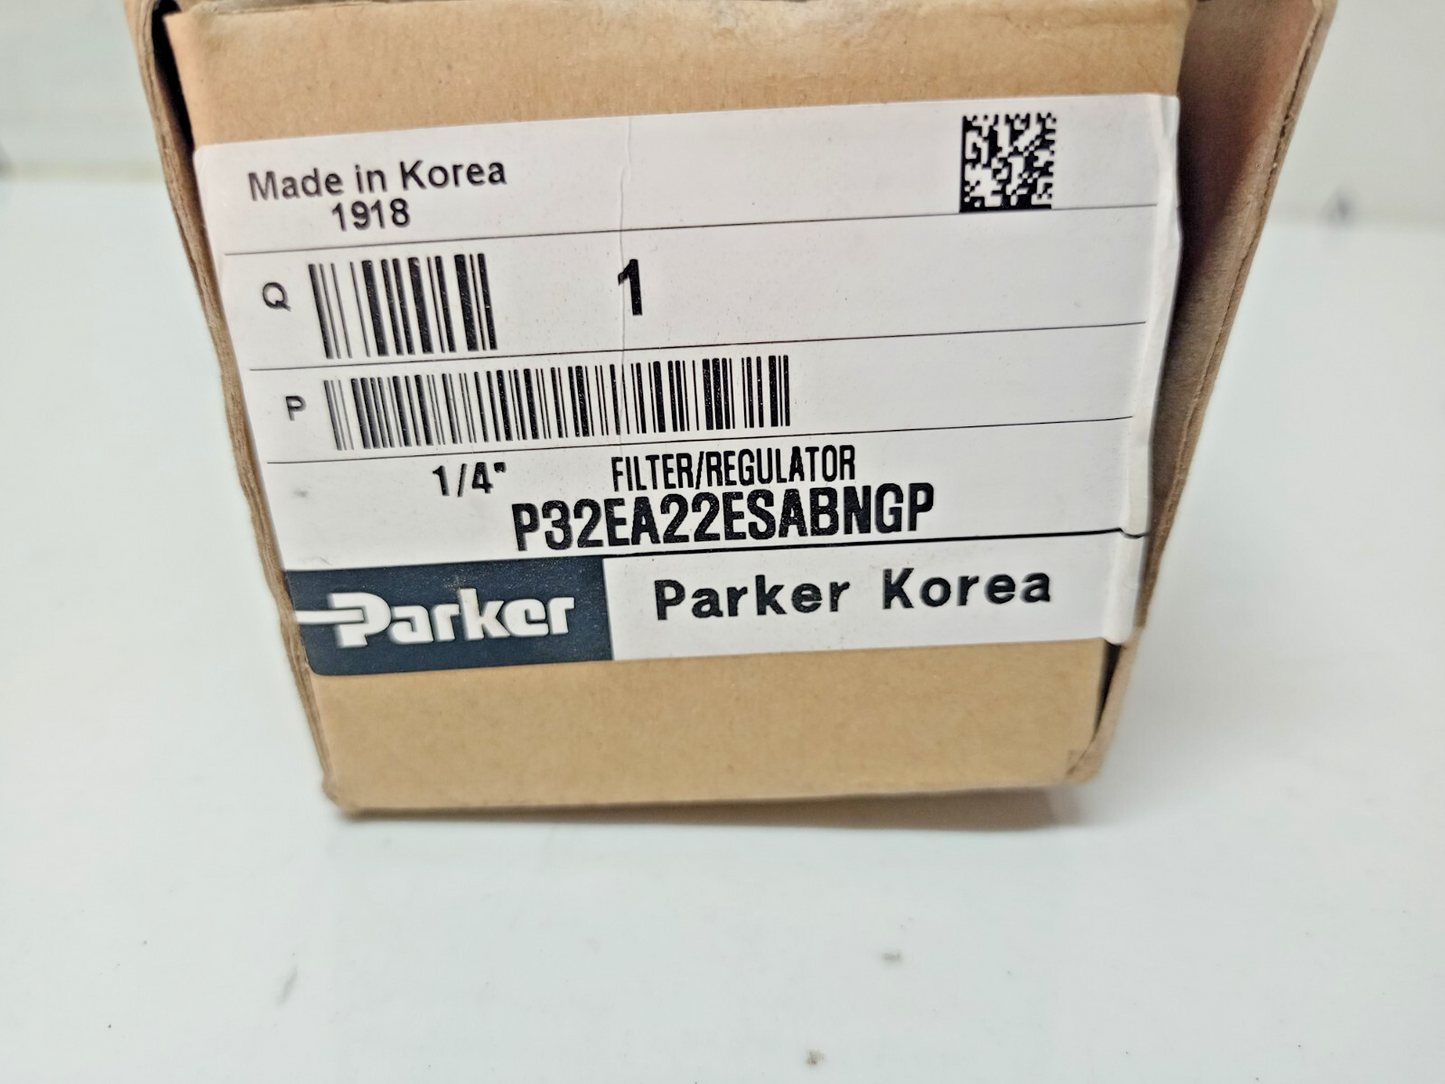 Made in Korea
1918
Q 1
P
1/4" FILTER/REGULATOR
P32EA22ESABNGP
Parker Parker Korea